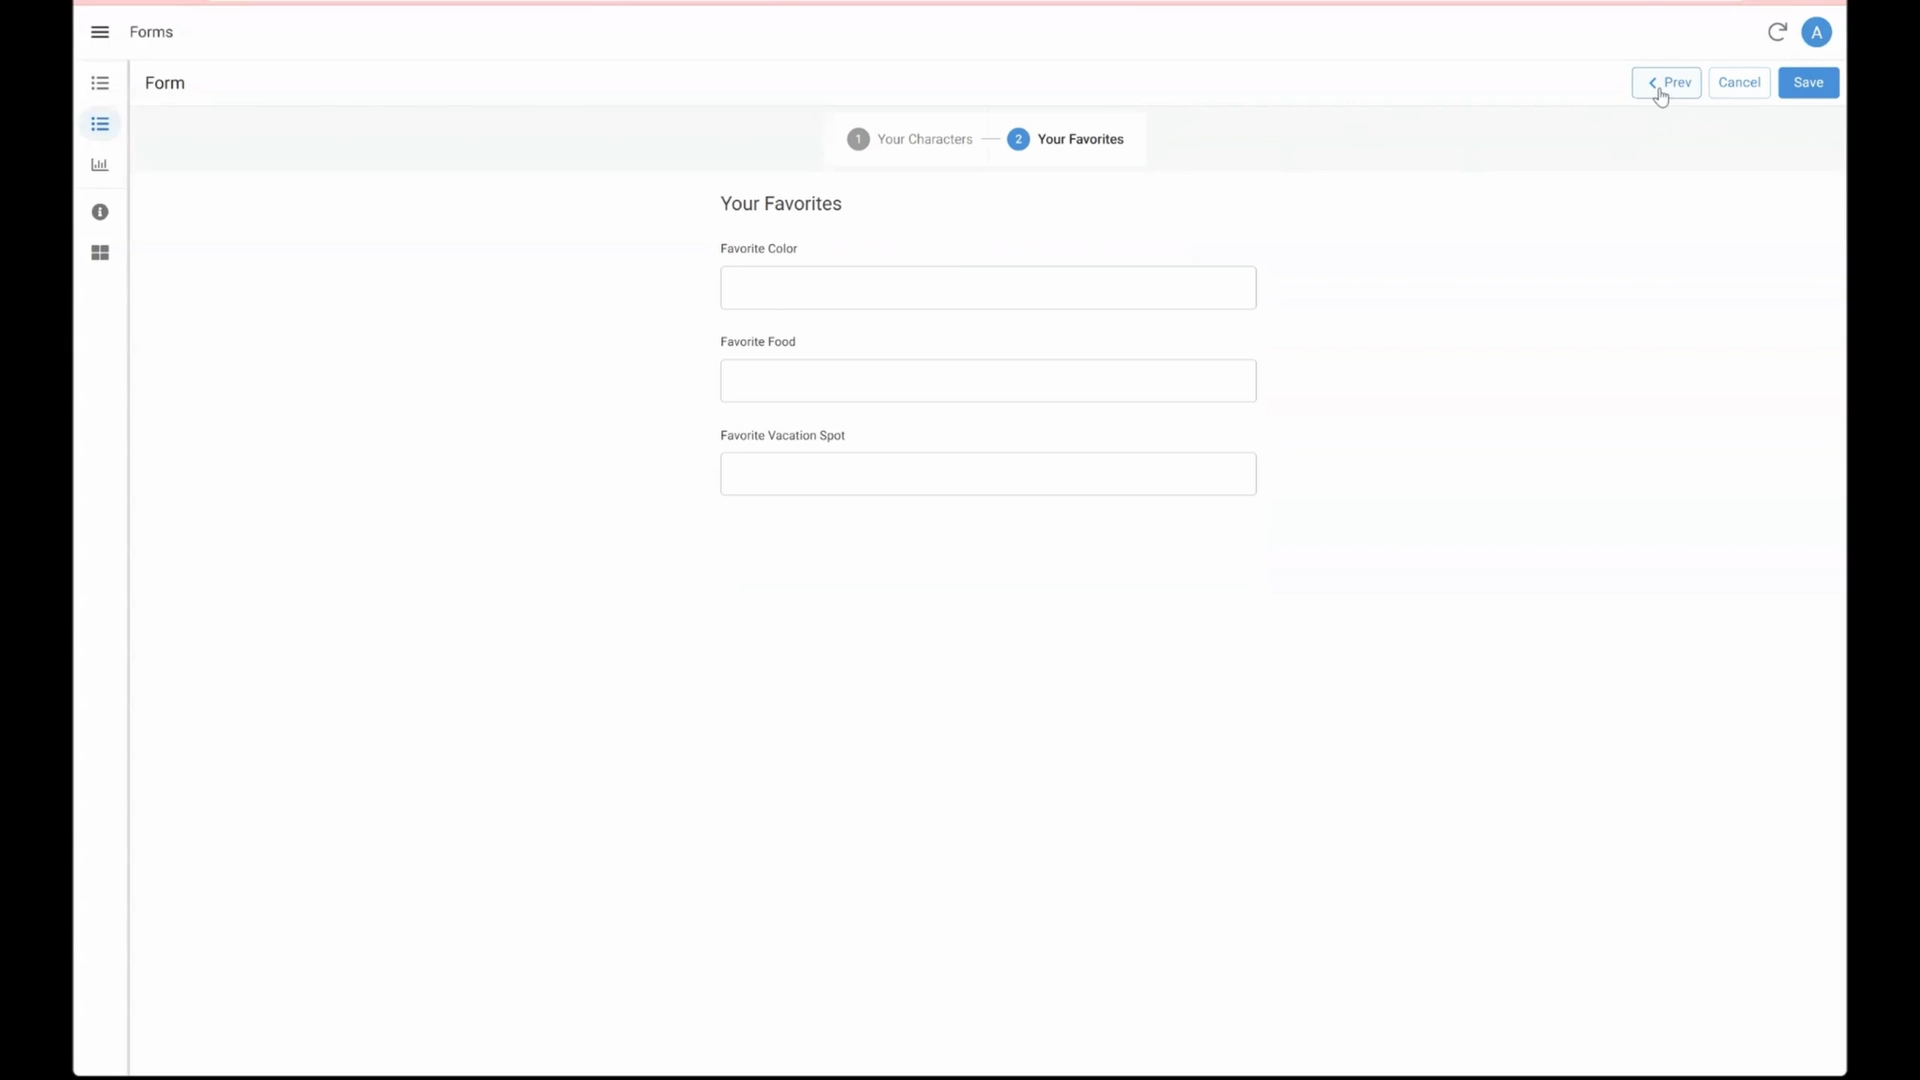 Forms
A
Form
Prev
Cancel
Save
1 Your Characters
2 Your Favorites
Your Favorites
Favorite Color
Favorite Food
Favorite Vacation Spot